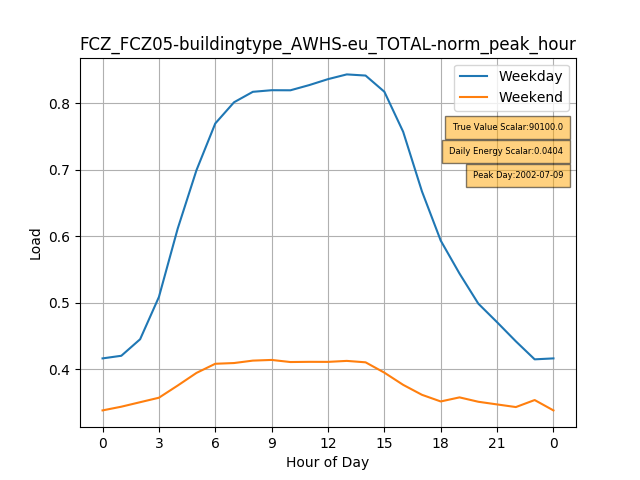 FCZ_FCZ05-buildingtype_AWHS-eu_TOTAL-norm_peak_hour
Weekday
Weekend
True Value Scalar:90100.0
Daily Energy Scalar:0.0404
Peak Day:2002-07-09
Load
0.8
0.7
0.6
0.5
0.4
0 3 6 9 12 15 18 21 0
Hour of Day